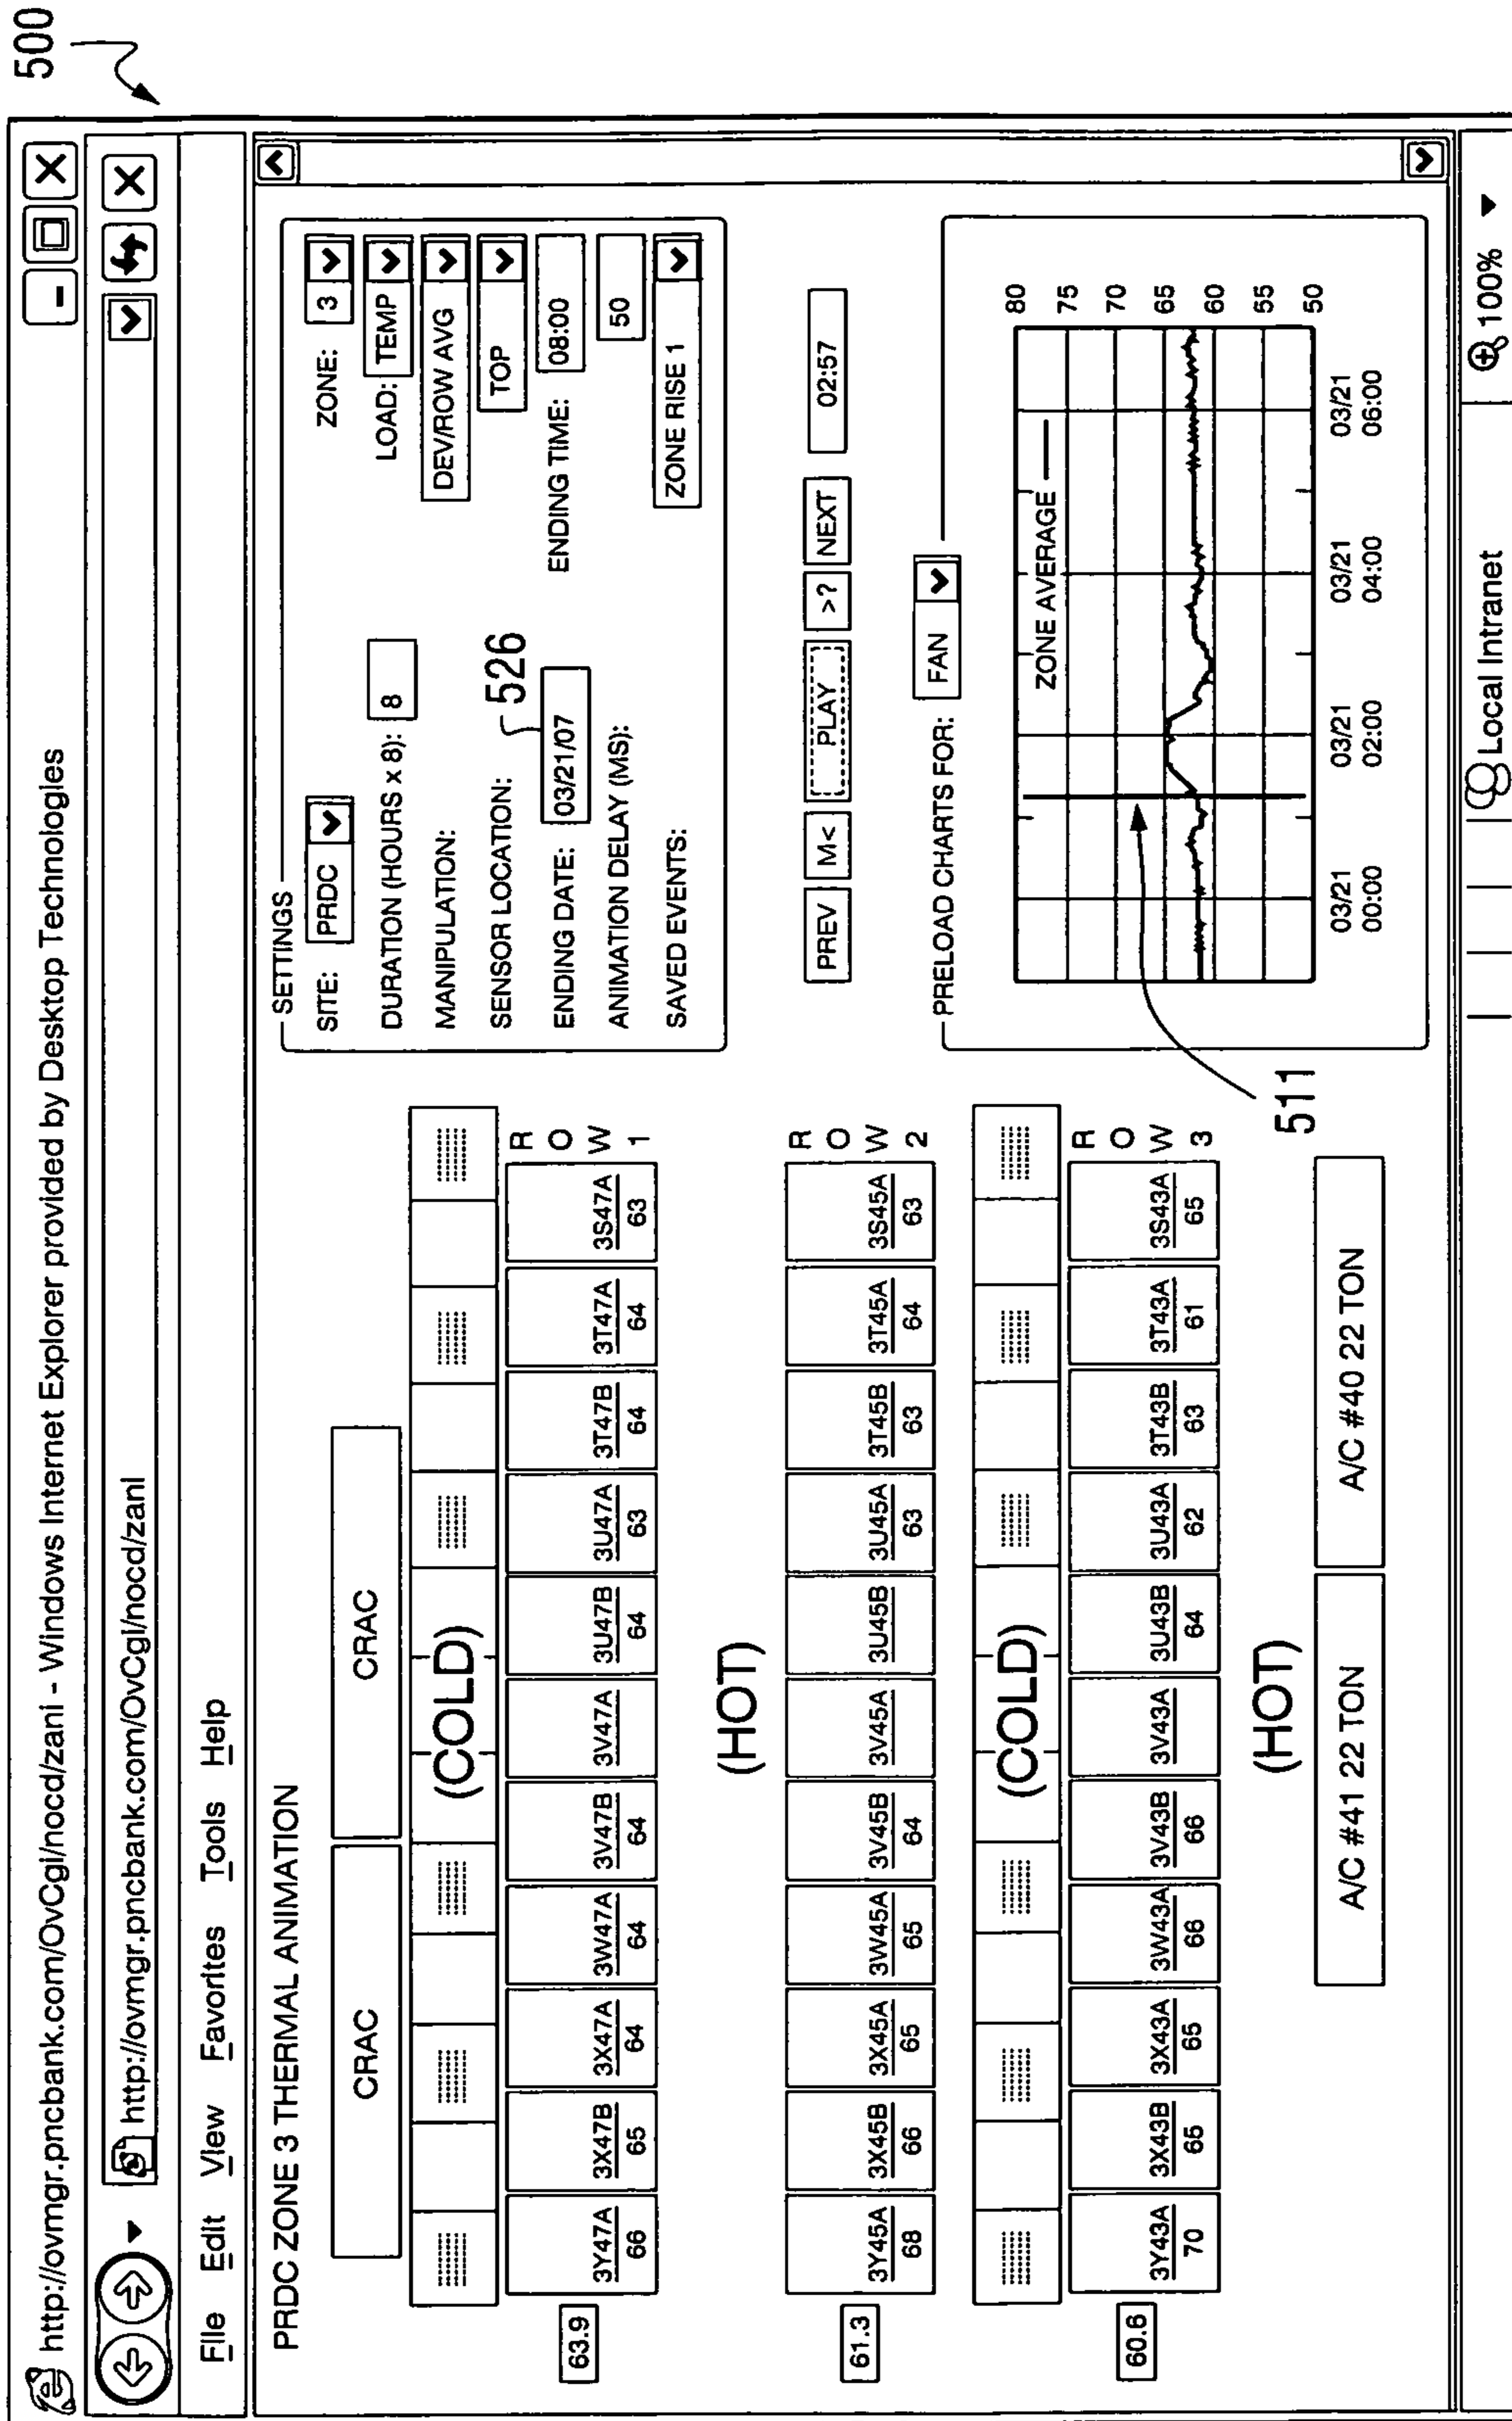 500
http://ovmgr.pncbank.com/OvCgI/nocd/zani - Windows Internet Explorer provided by Desktop Technologies
http://ovmgr.pncbank.com/OvCgI/nocd/zani
File Edit View Favorites Tools Help
PRDC ZONE 3 THERMAL ANIMATION
CRAC CRAC
(COLD)
3Y47A 3X47B 3X47A 3W47A 3V47B 3V47A 3U47B 3U47A 3T47B 3T47A 3S47A
66 65 64 64 64 64 63 64 64 63
63.9
ROW 1
(HOT)
3Y45A 3X45B 3X45A 3W45A 3V45B 3V45A 3U45B 3U45A 3T45B 3T45A 3S45A
68 66 65 65 64 63 63 64 63
61.3
ROW 2
(COLD)
3Y43A 3X43B 3X43A 3W43A 3V43B 3V43A 3U43B 3U43A 3T43B 3T43A 3S43A
70 65 65 66 66 64 62 63 61 65
60.6
ROW 3
(HOT)
A/C #41 22 TON A/C #40 22 TON
SETTINGS
SITE: PRDC ZONE: 3
DURATION (HOURS x 8): 8 LOAD: TEMP
MANIPULATION: DEV/ROW AVG
SENSOR LOCATION: TOP
526
ENDING DATE: 03/21/07 ENDING TIME: 08:00
ANIMATION DELAY (MS): 50
SAVED EVENTS: ZONE RISE 1
PREV M< PLAY >? NEXT 02:57
PRELOAD CHARTS FOR: FAN
ZONE AVERAGE
80
75
70
65
60
55
50
03/21 03/21 03/21 03/21
00:00 02:00 04:00 06:00
511
Local Intranet 100%